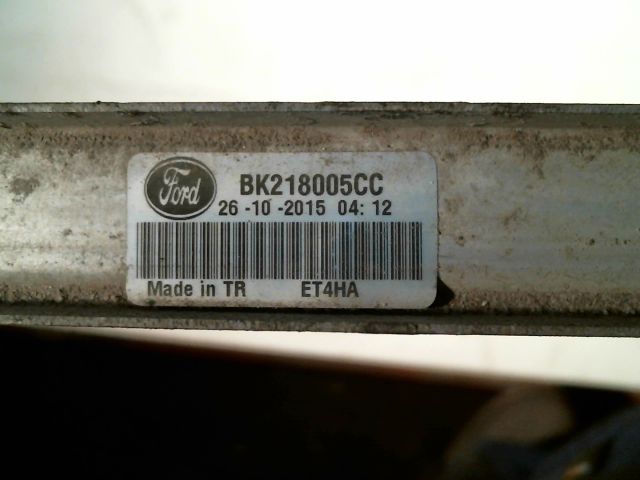 Ford
BK218005CC
26 -10 -2015 04: 12
Made in TR ET4HA